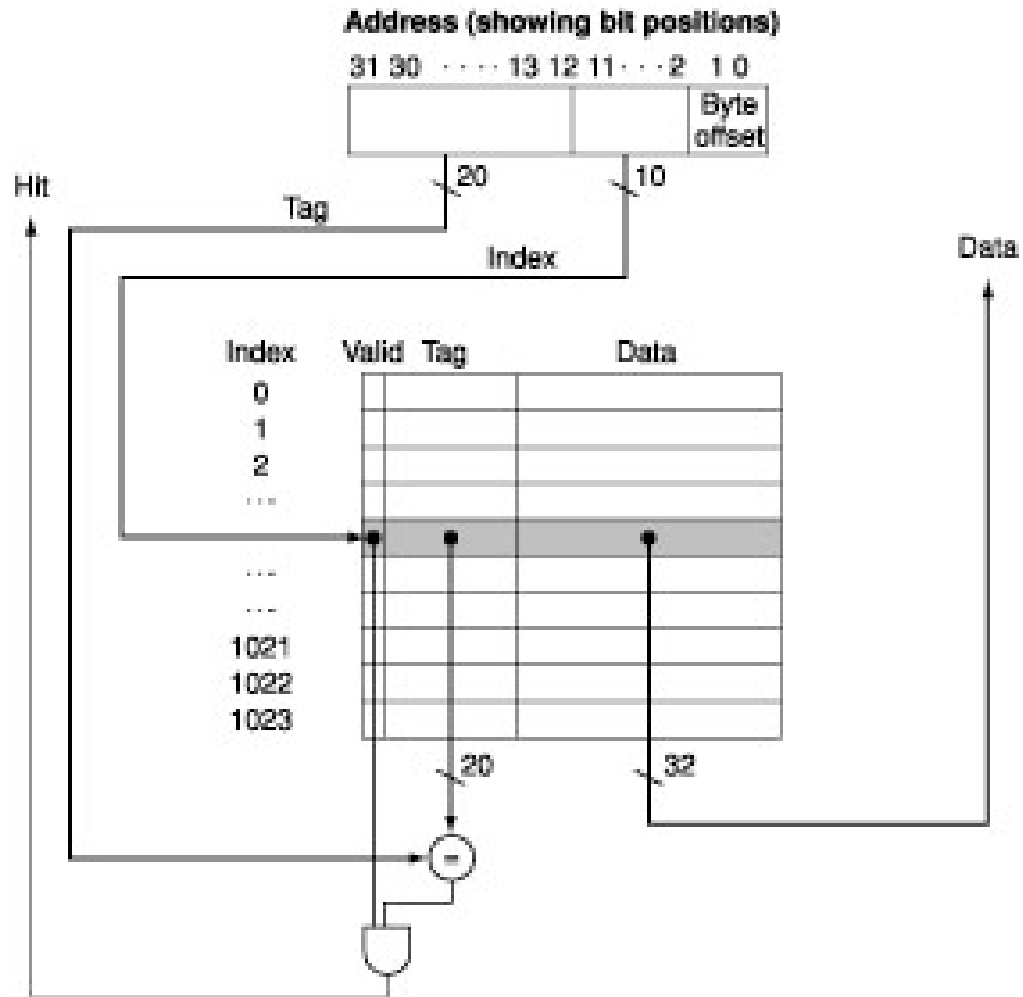 Address (showing bit positions)
31 30 ···· 13 12 11 ··· 2 1 0
Byte
offset
20
10
Hit
Tag
Index
Data
Index Valid Tag Data
0
1
2
...
...
...
1021
1022
1023
20
32
=